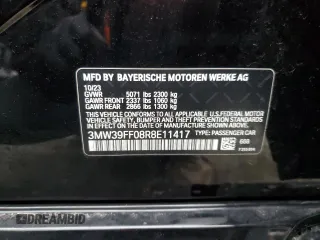 MFD BY BAYERISCHE MOTOREN WERKE AG
10/23
GVWR 5071 lbs 2300 kg
GAWR FRONT 2337 lbs 1060 kg
GAWR REAR 2866 lbs 1300 kg
THIS VEHICLE CONFORMS TO ALL APPLICABLE U.S. FEDERAL MOTOR
VEHICLE SAFETY, BUMPER AND THEFT PREVENTION STANDARDS
IN EFFECT ON THE DATE OF MANUFACTURE SHOWN ABOVE.
3MW39FF08R8E11417 TYPE: PASSENGER CAR
668
DREAMBID